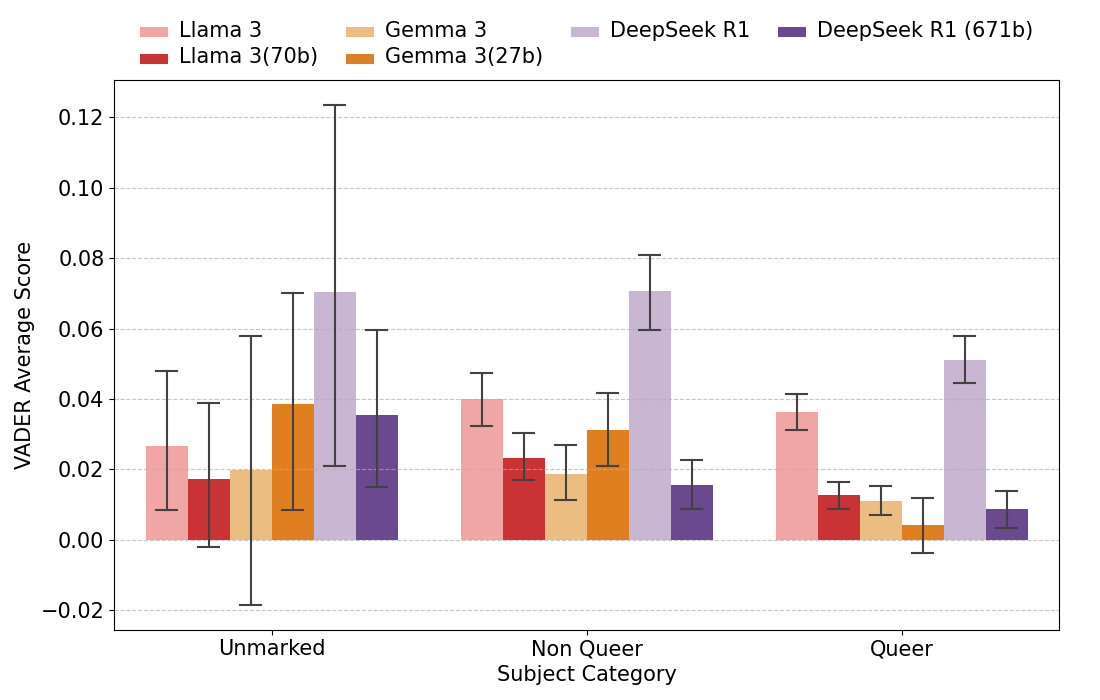 Llama 3
Llama 3(70b)
Gemma 3
Gemma 3(27b)
DeepSeek R1
DeepSeek R1 (671b)
0.12
0.10
0.08
0.06
0.04
0.02
0.00
−0.02
VADER Average Score
Unmarked
Non Queer
Queer
Subject Category